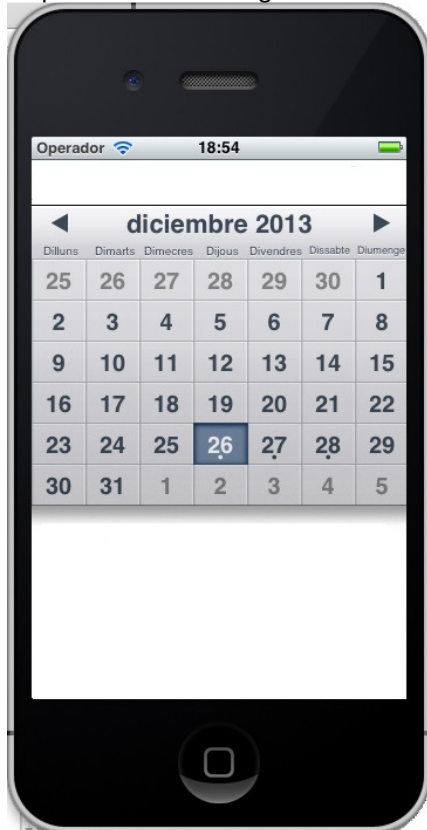 Operador 18:54
diciembre 2013
Dilluns Dimarts Dimecres Dijous Divendres Dissabte Diumenge
25 26 27 28 29 30 1
2 3 4 5 6 7 8
9 10 11 12 13 14 15
16 17 18 19 20 21 22
23 24 25 26 27 28 29
30 31 1 2 3 4 5